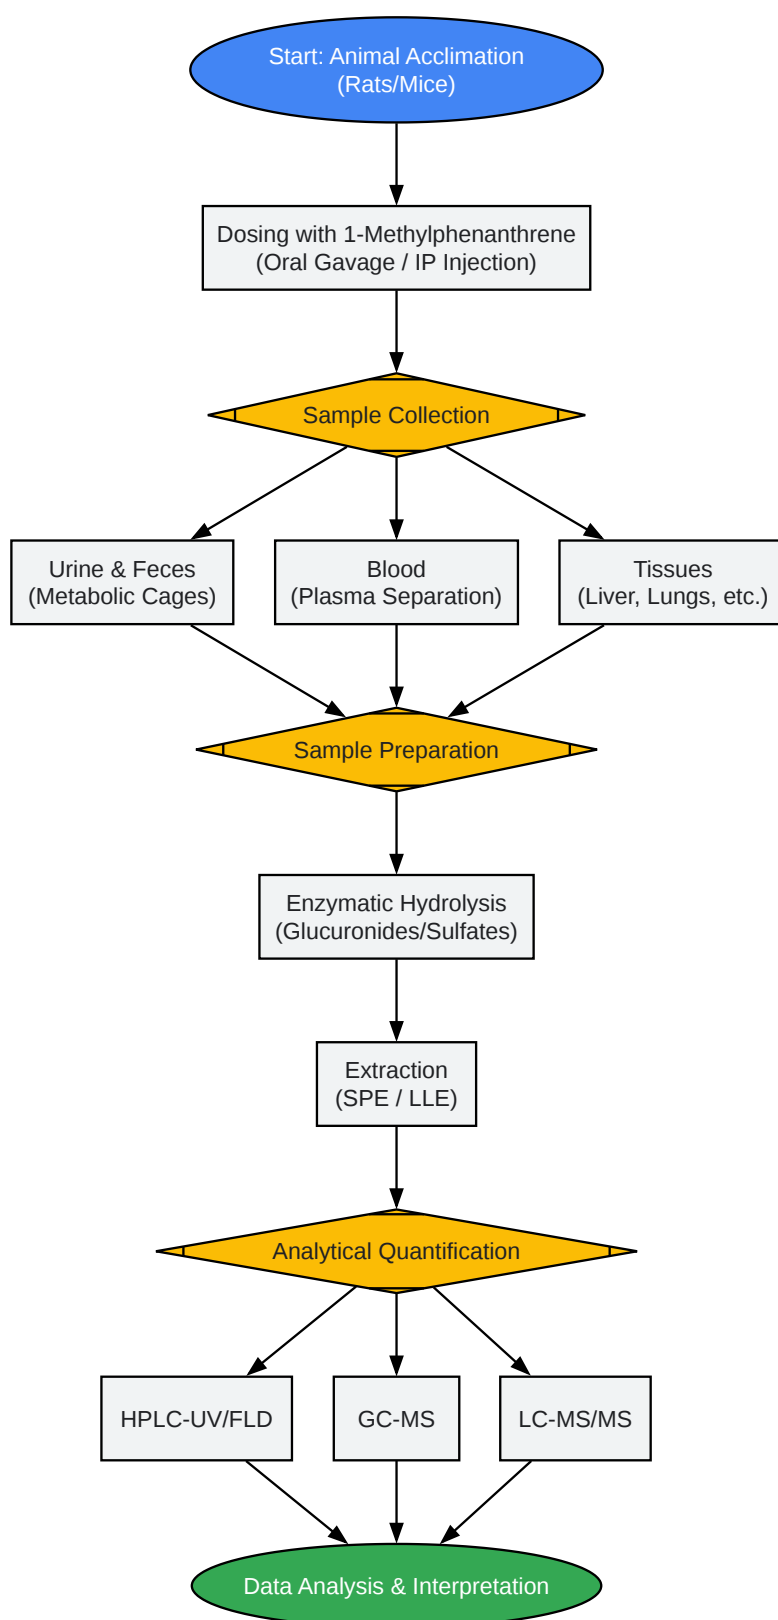 Start: Animal Acclimation
(Rats/Mice)
Dosing with 1-Methylphenanthrene
(Oral Gavage / IP Injection)
Sample Collection
Urine & Feces
(Metabolic Cages)
Blood
(Plasma Separation)
Tissues
(Liver, Lungs, etc.)
Sample Preparation
Enzymatic Hydrolysis
(Glucuronides/Sulfates)
Extraction
(SPE / LLE)
Analytical Quantification
HPLC-UV/FLD
GC-MS
LC-MS/MS
Data Analysis & Interpretation